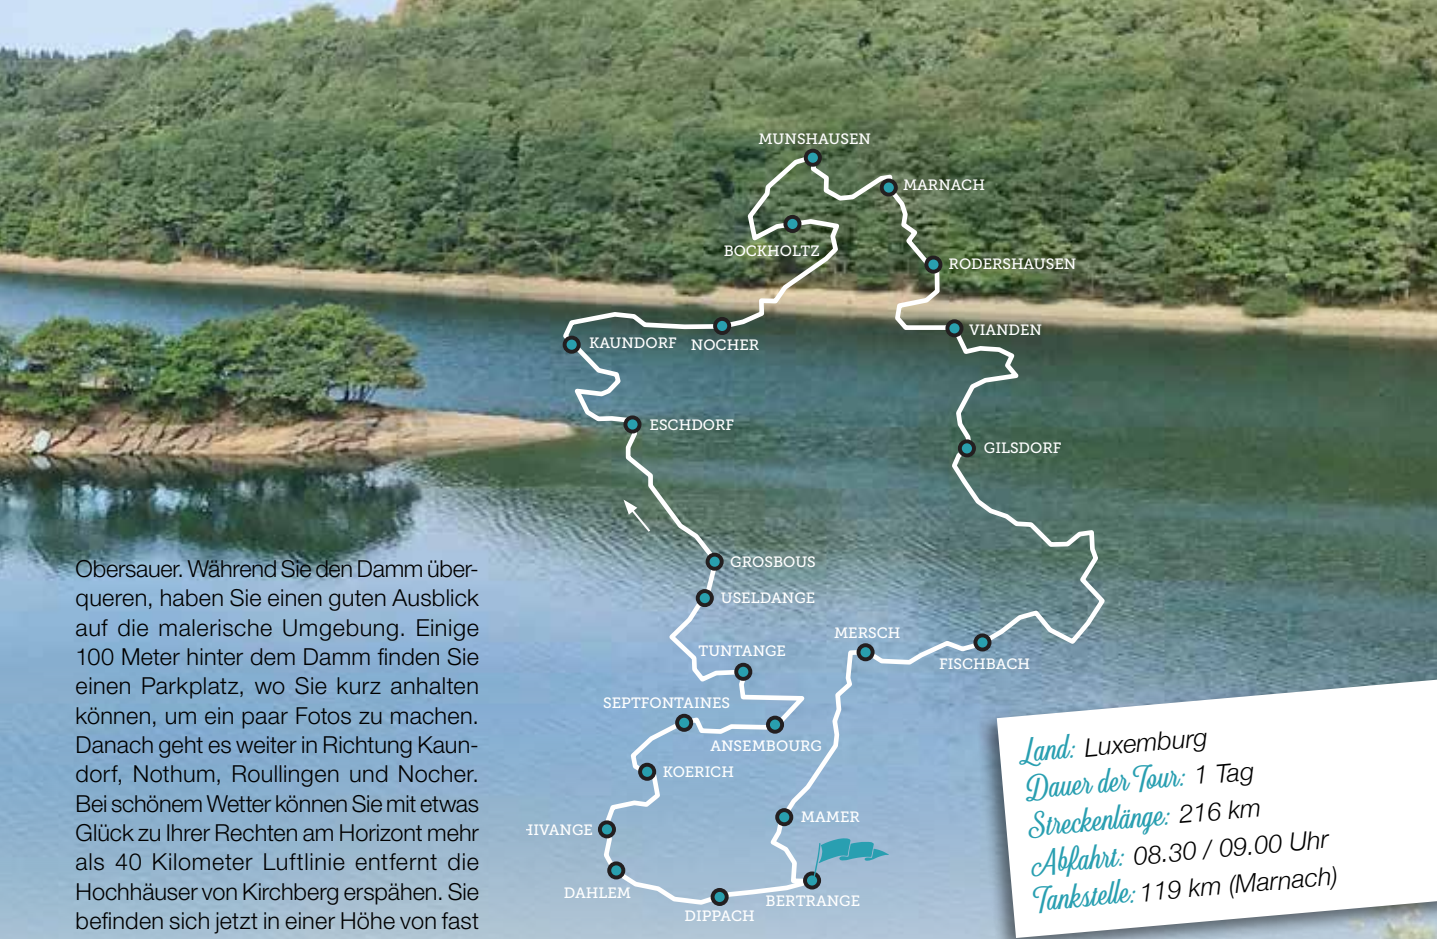 MUNSHAUSEN
MARNACH
BOCKHOLTZ
RODERSHAUSEN
VIANDEN
KAUNDORF
NOCHER
ESCHDORF
GILSDORF
GROSBOUS
USELDANGE
TUNTANGE
MERSCH
FISCHBACH
SEPTFONTAINES
ANSEMBOURG
KOERICH
MAMER
HIVANGE
DAHLEM
DIPPACH
BERTRANGE
Obersauer. Während Sie den Damm über-
queren, haben Sie einen guten Ausblick
auf die malerische Umgebung. Einige
100 Meter hinter dem Damm finden Sie
einen Parkplatz, wo Sie kurz anhalten
können, um ein paar Fotos zu machen.
Danach geht es weiter in Richtung Kaun-
dorf, Nothum, Roullingen und Nocher.
Bei schönem Wetter können Sie mit etwas
Glück zu Ihrer Rechten am Horizont mehr
als 40 Kilometer Luftlinie entfernt die
Hochhäuser von Kirchberg erspähen. Sie
befinden sich jetzt in einer Höhe von fast
Land: Luxemburg
Dauer der Tour: 1 Tag
Streckenlänge: 216 km
Abfahrt: 08.30 / 09.00 Uhr
Tankstelle: 119 km (Marnach)